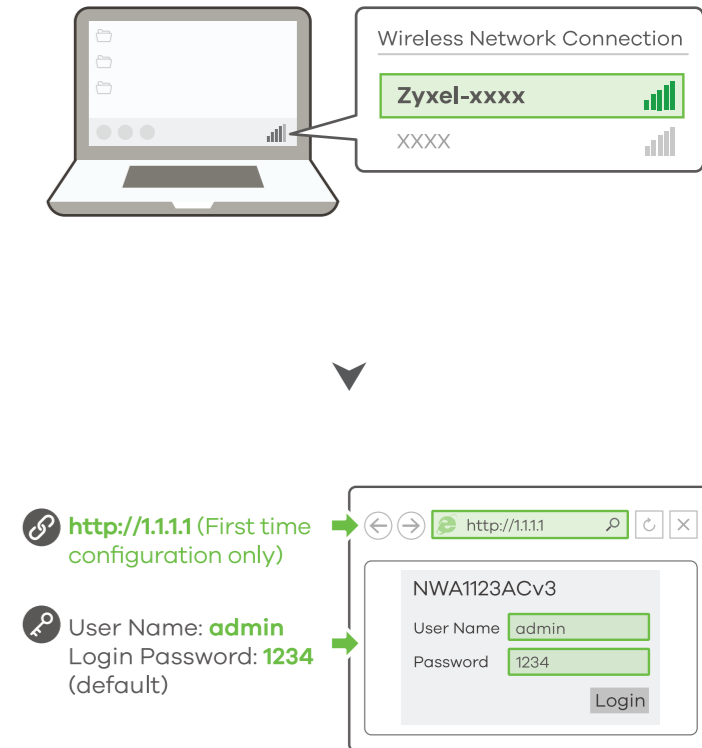 Wireless Network Connection
Zyxel-xxxx
XXXX
http://1.1.1.1 (First time
configuration only)
http://1.1.1.1
NWA1123ACv3
User Name: admin
Login Password: 1234
(default)
User Name admin
Password 1234
Login